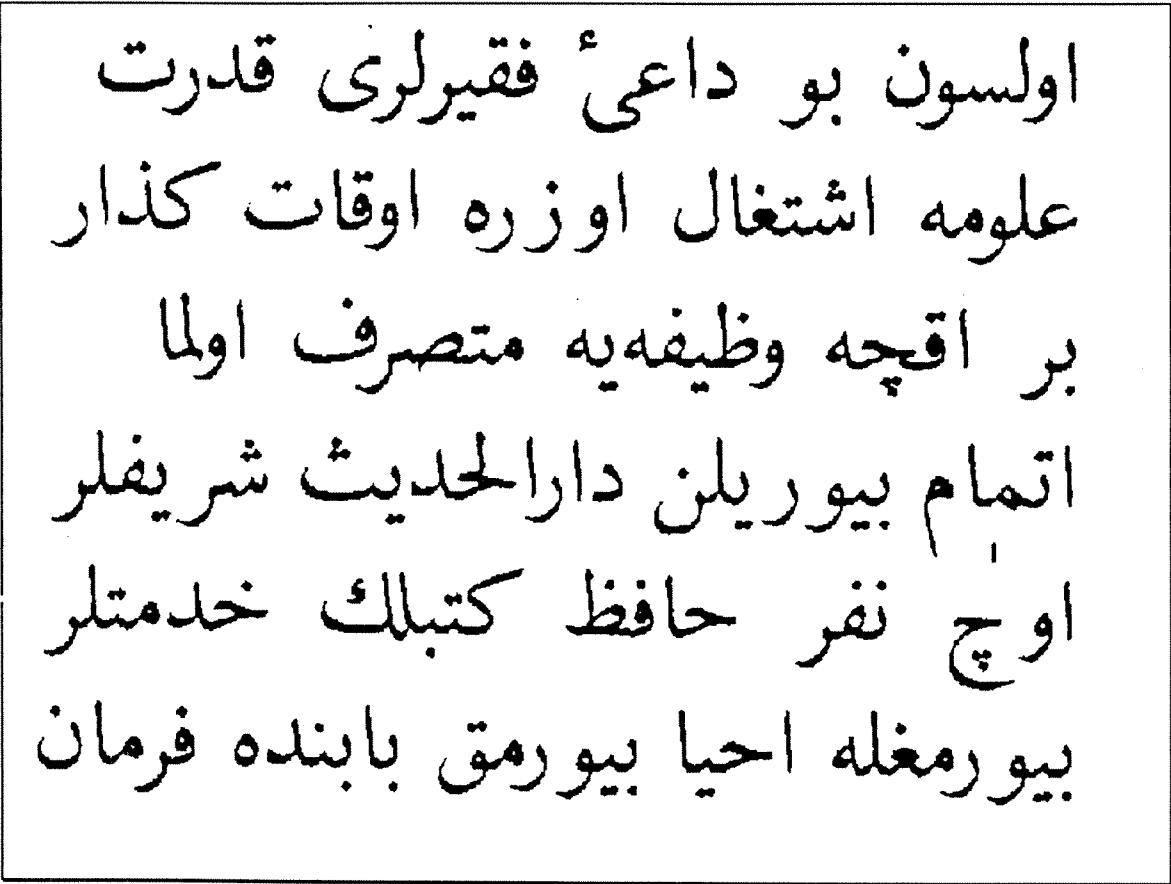 اولسون بو داعیٔ فقیرلری قدرت
علومه اشتغال اوزره اوقات كذار
بر اقچه وظیفه‌یه متصرف اولما
اتمام بیوریلن دارالحدیث شریفلر
اوچ نفر حافظ كتبلك خدمتلر
بیورمغله احیا بیورمق بابنده فرمان